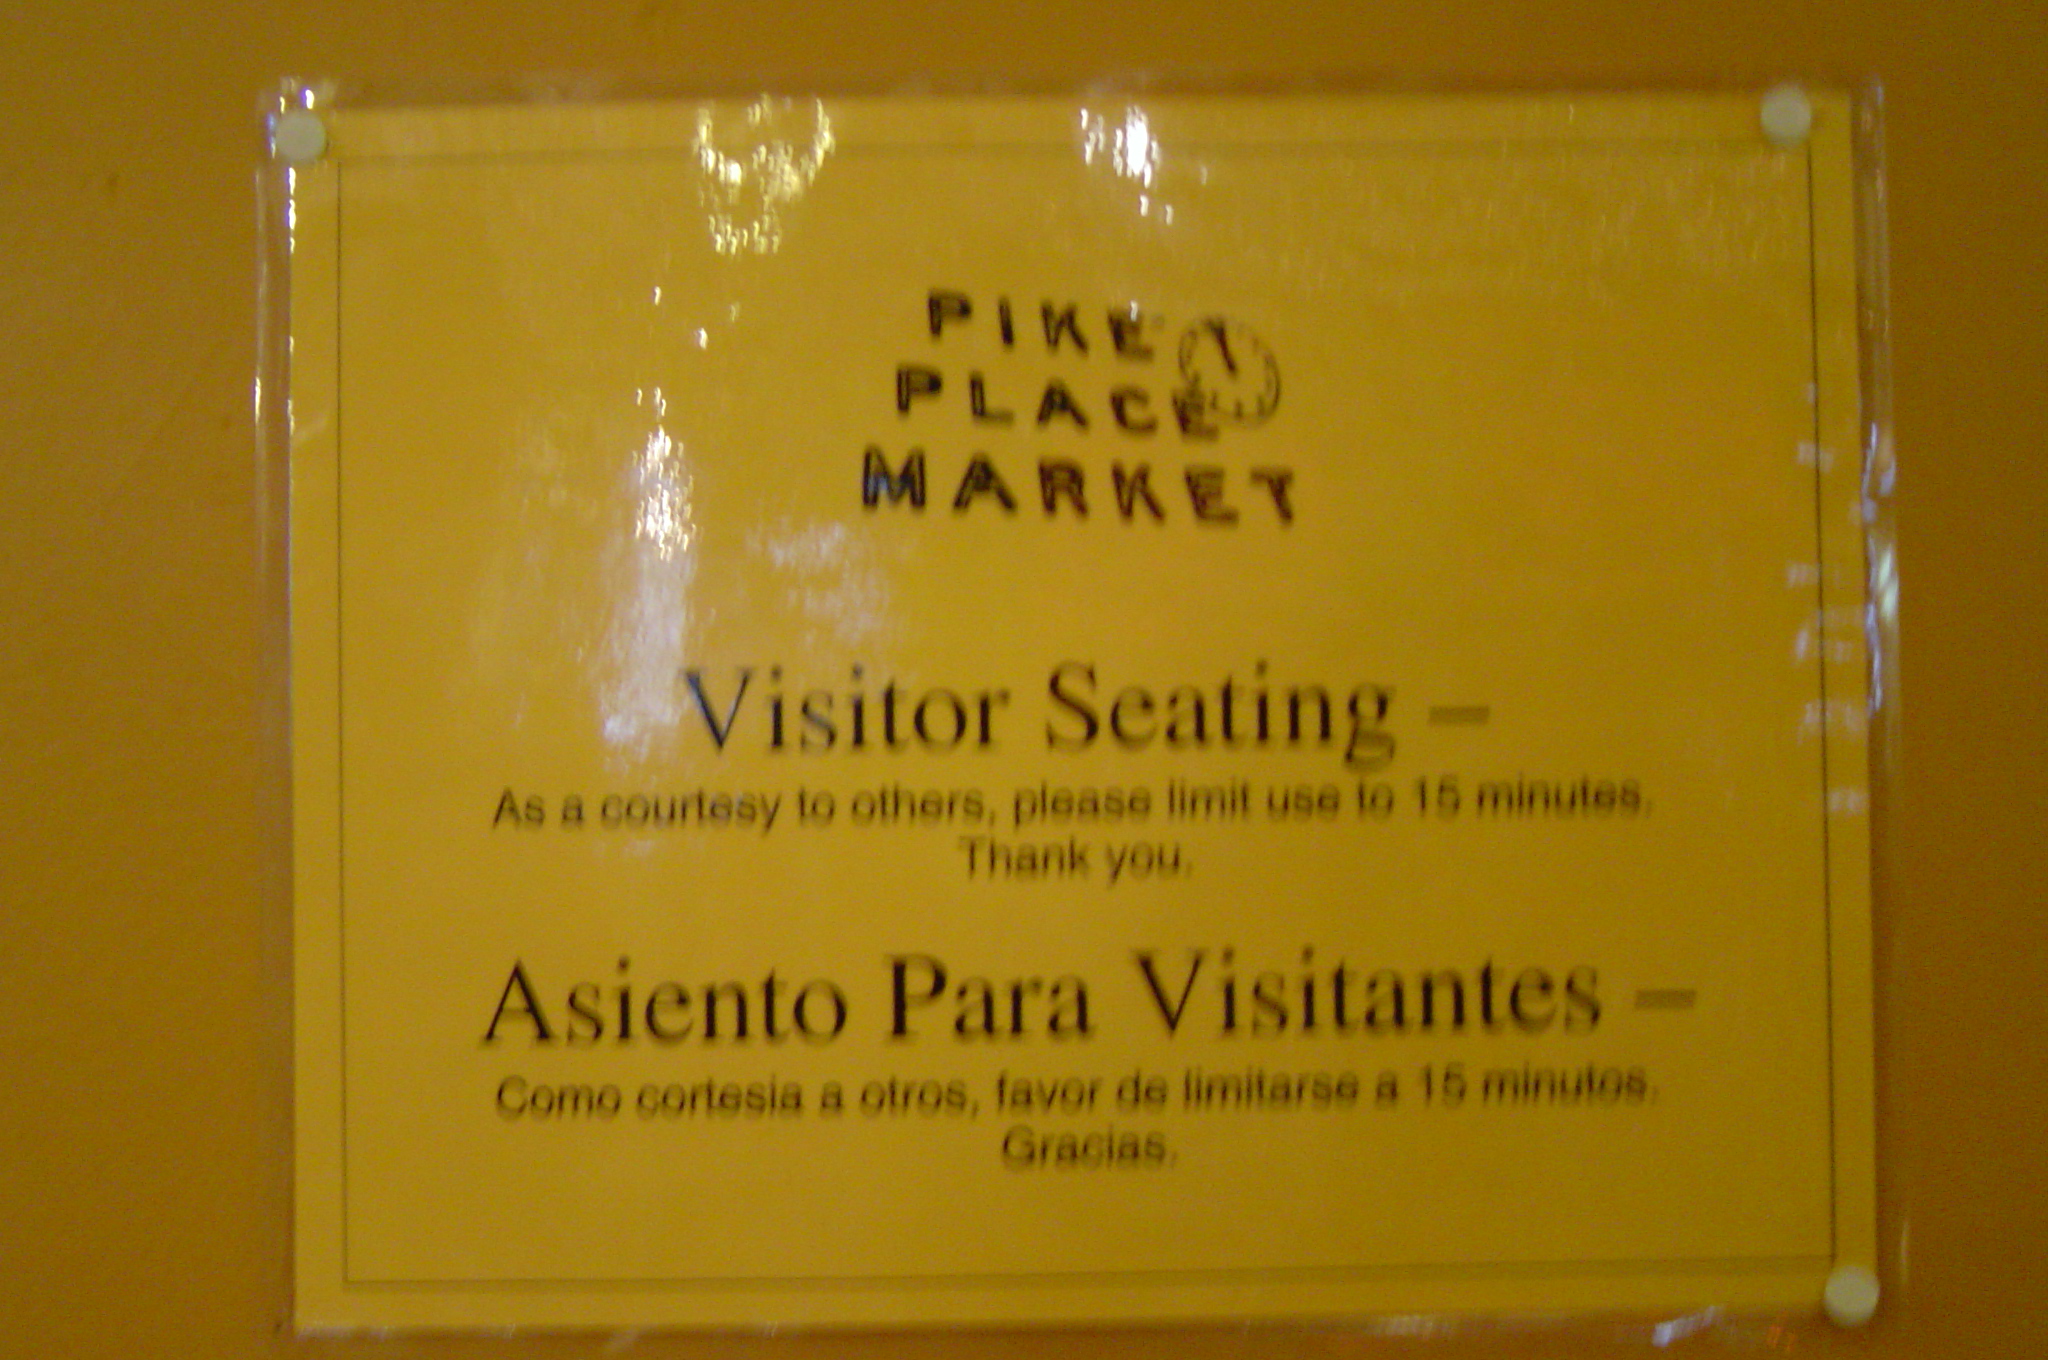 PIKE
PLACE
MARKET
Visitor Seating –
As a courtesy to others, please limit use to 15 minutes.
Thank you.
Asiento Para Visitantes –
Como cortesia a otros, favor de limitarse a 15 minutos.
Gracias.